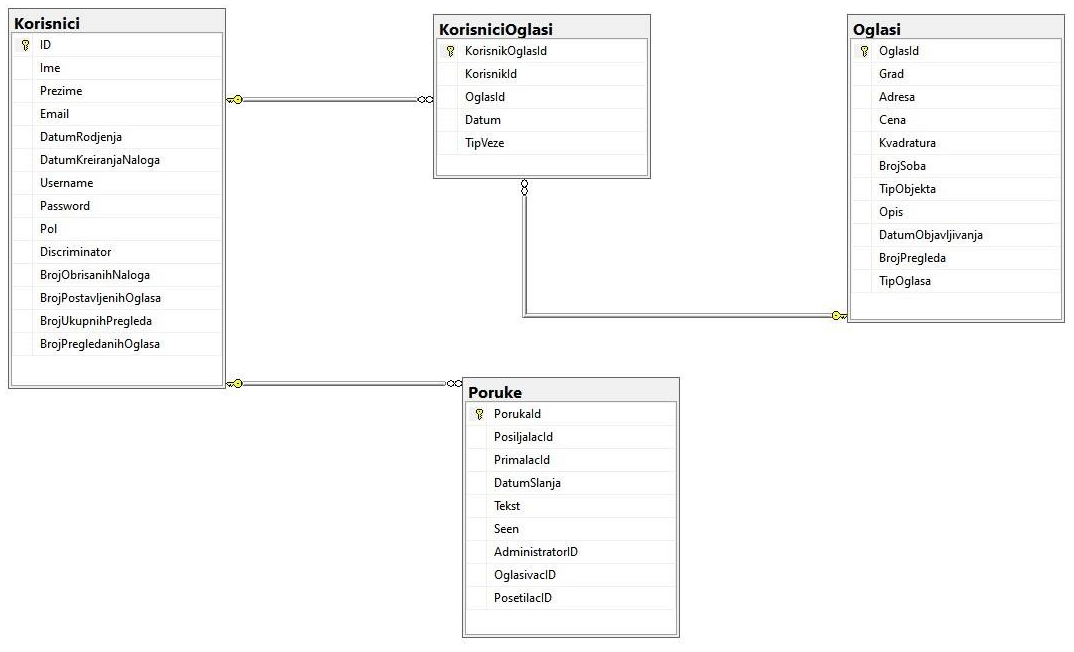 Korisnici
ID
Ime
Prezime
Email
DatumRodjenja
DatumKreiranjaNaloga
Username
Password
Pol
Discriminator
BrojObrisanihNaloga
BrojPostavljenihOglasa
BrojUkupnihPregleda
BrojPregledanihOglasa
KorisniciOglasi
KorisnikOglasId
KorisnikId
OglasId
Datum
TipVeze
Oglasi
OglasId
Grad
Adresa
Cena
Kvadratura
BrojSoba
TipObjekta
Opis
DatumObjavljivanja
BrojPregleda
TipOglasa
Poruke
PorukaId
PosiljalacId
PrimalacId
DatumSlanja
Tekst
Seen
AdministratorID
OglasivacID
PosetilacID